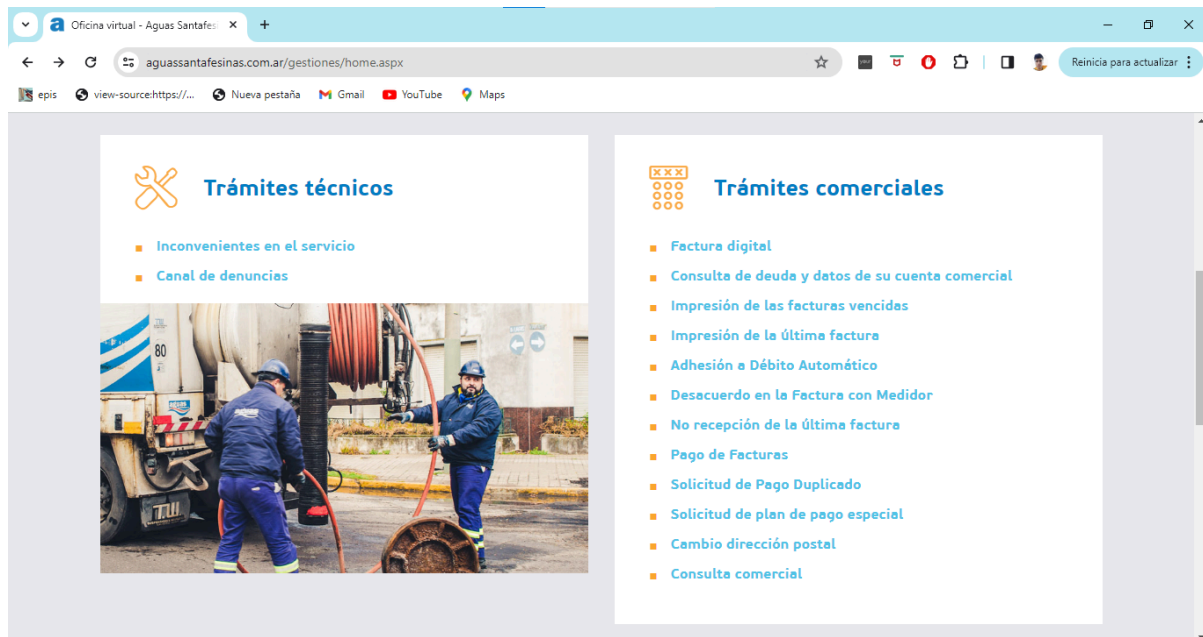 Oficina virtual - Aguas Santafes
aguassantafesinas.com.ar/gestiones/home.aspx
Reinicia para actualizar
epis
view-source:https://...
Nueva pestaña
Gmail
YouTube
Maps
Trámites técnicos
Inconvenientes en el servicio
Canal de denuncias
80
aguas
T.W.
Trámites comerciales
Factura digital
Consulta de deuda y datos de su cuenta comercial
Impresión de las facturas vencidas
Impresión de la última factura
Adhesión a Débito Automático
Desacuerdo en la Factura con Medidor
No recepción de la última factura
Pago de Facturas
Solicitud de Pago Duplicado
Solicitud de plan de pago especial
Cambio dirección postal
Consulta comercial